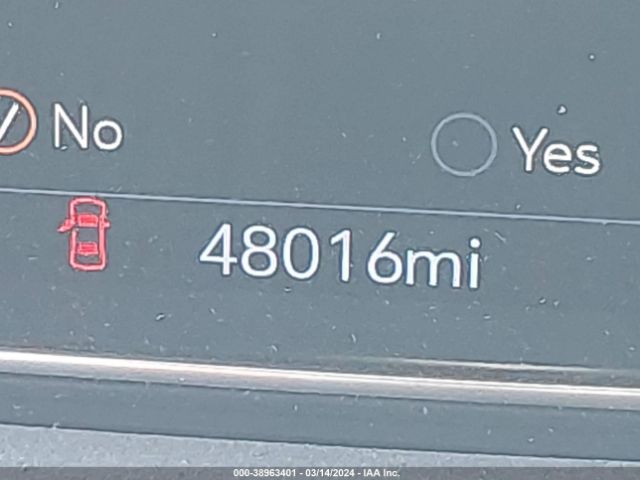 No Yes
48016mi
000-38963401 - 03/14/2024 - IAA Inc.